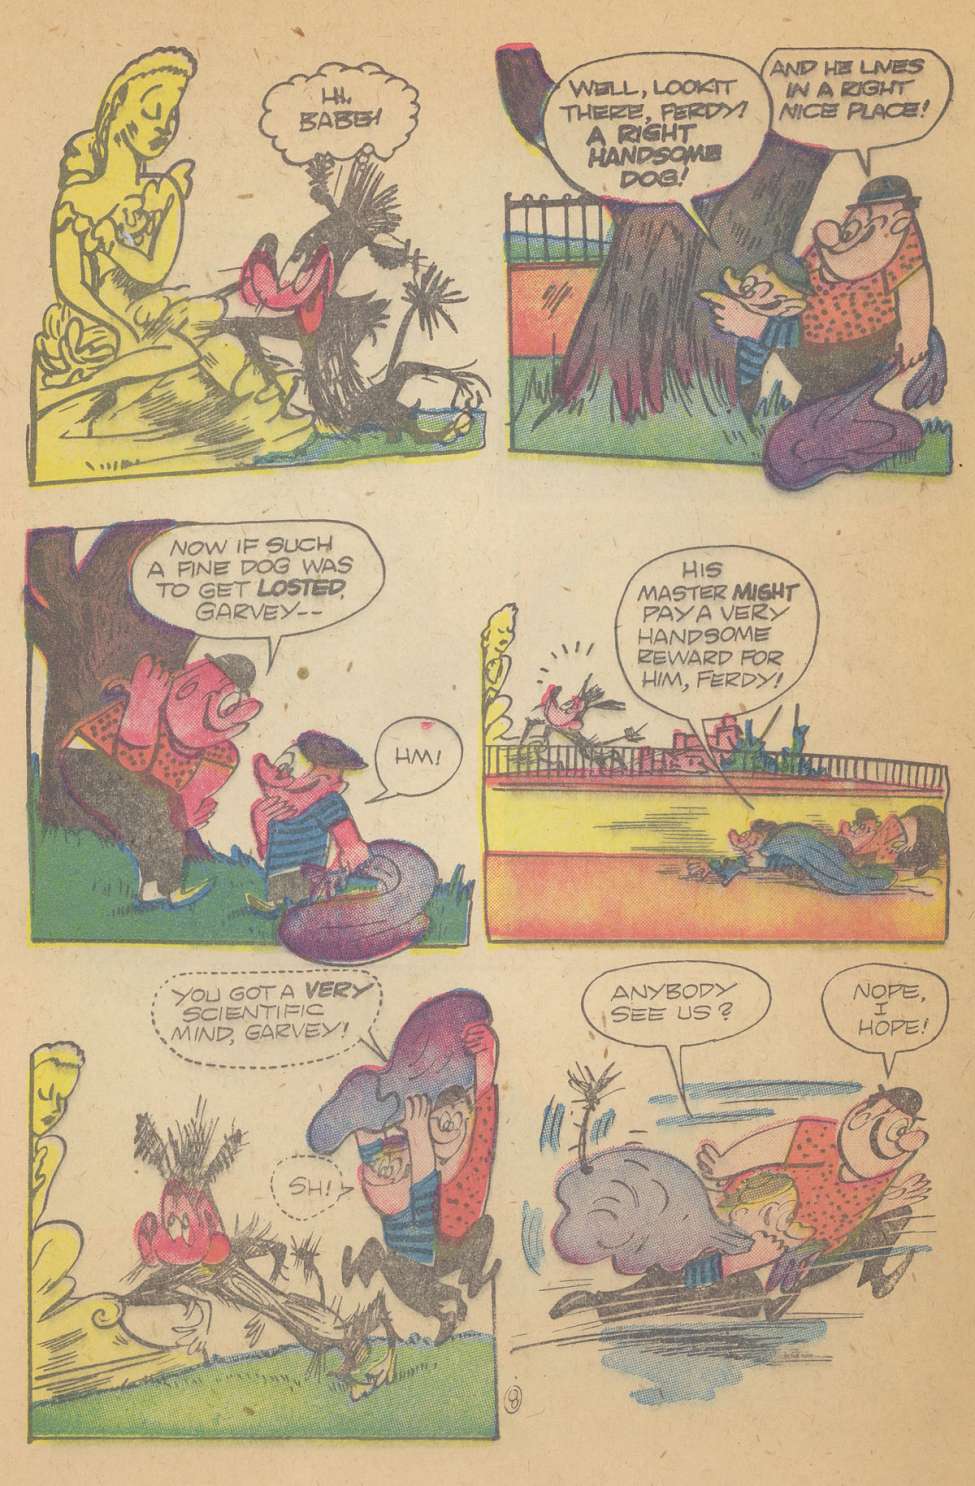 HI,
BABE!
WELL, LOOKIT
THERE, FERDY!
A RIGHT
HANDSOME
DOG!
AND HE LIVES
IN A RIGHT
NICE PLACE!
NOW IF SUCH
A FINE DOG WAS
TO GET LOSTED,
GARVEY--
HM!
HIS
MASTER MIGHT
PAY A VERY
HANDSOME
REWARD FOR
HIM, FERDY!
YOU GOT A VERY
SCIENTIFIC
MIND, GARVEY!
SH!
ANYBODY
SEE US?
NOPE,
I
HOPE!
8